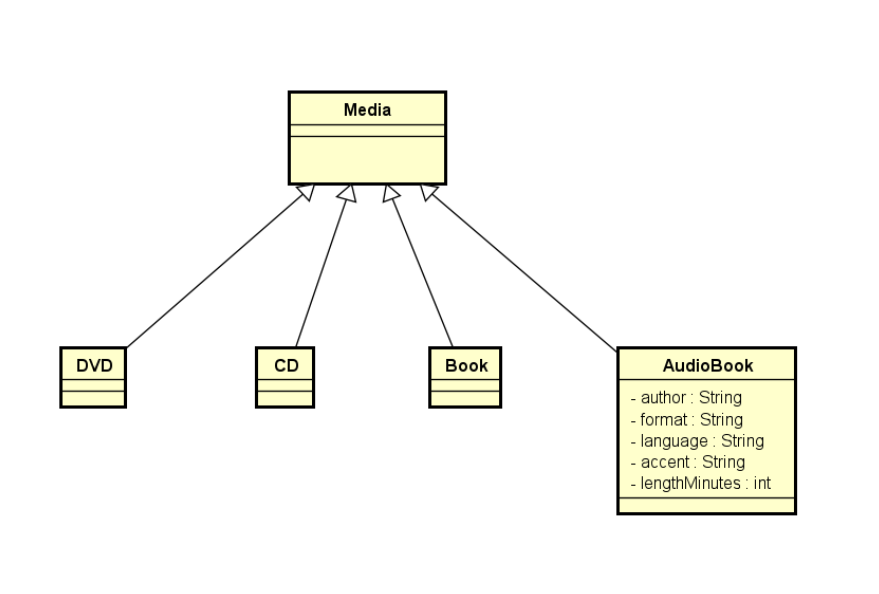 Media
DVD
CD
Book
AudioBook
- author : String
- format : String
- language : String
- accent : String
- lengthMinutes : int